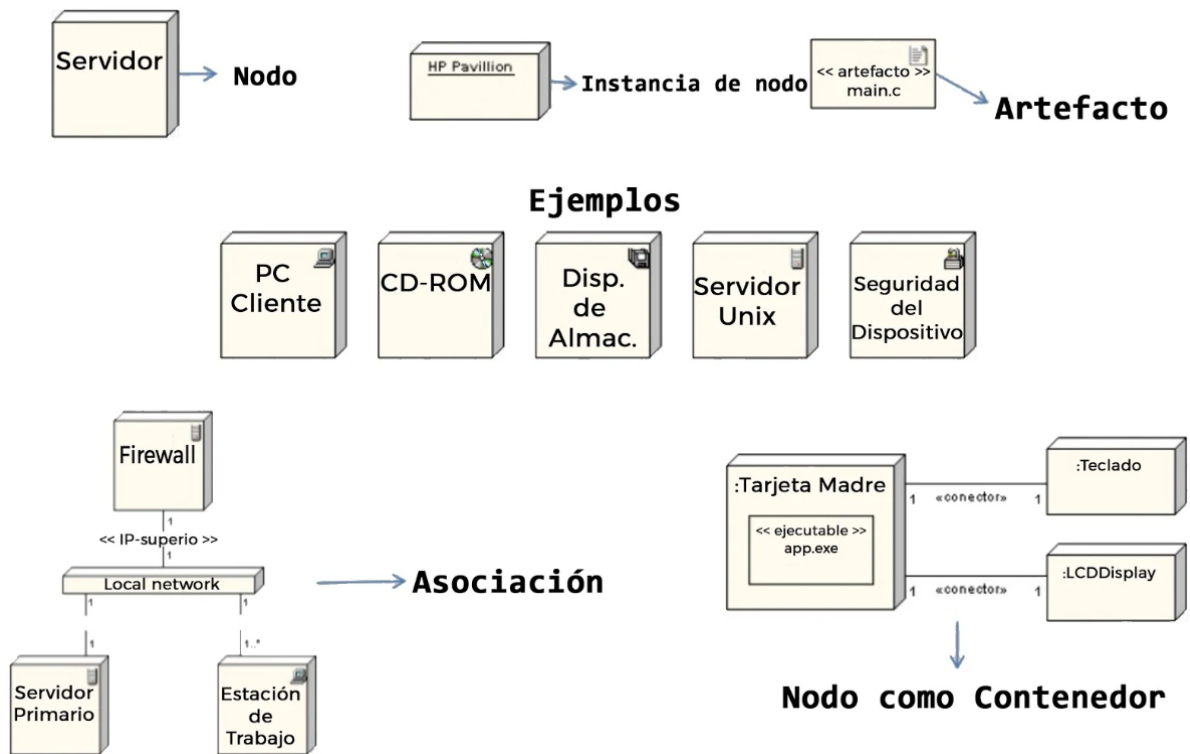 Servidor
Nodo
HP Pavillion
Instancia de nodo
<< artefacto >>
main.c
Artefacto
Ejemplos
PC
Cliente
CD-ROM
Disp.
de
Almac.
Servidor
Unix
Seguridad
del
Dispositivo
Firewall
1
<< IP-superio >>
1
Local network
1
1
1
1..*
Servidor
Primario
Estación
de
Trabajo
Asociación
:Tarjeta Madre
<< ejecutable >>
app.exe
1 «conector» 1
:Teclado
1 «conector» 1
:LCDDisplay
Nodo como Contenedor